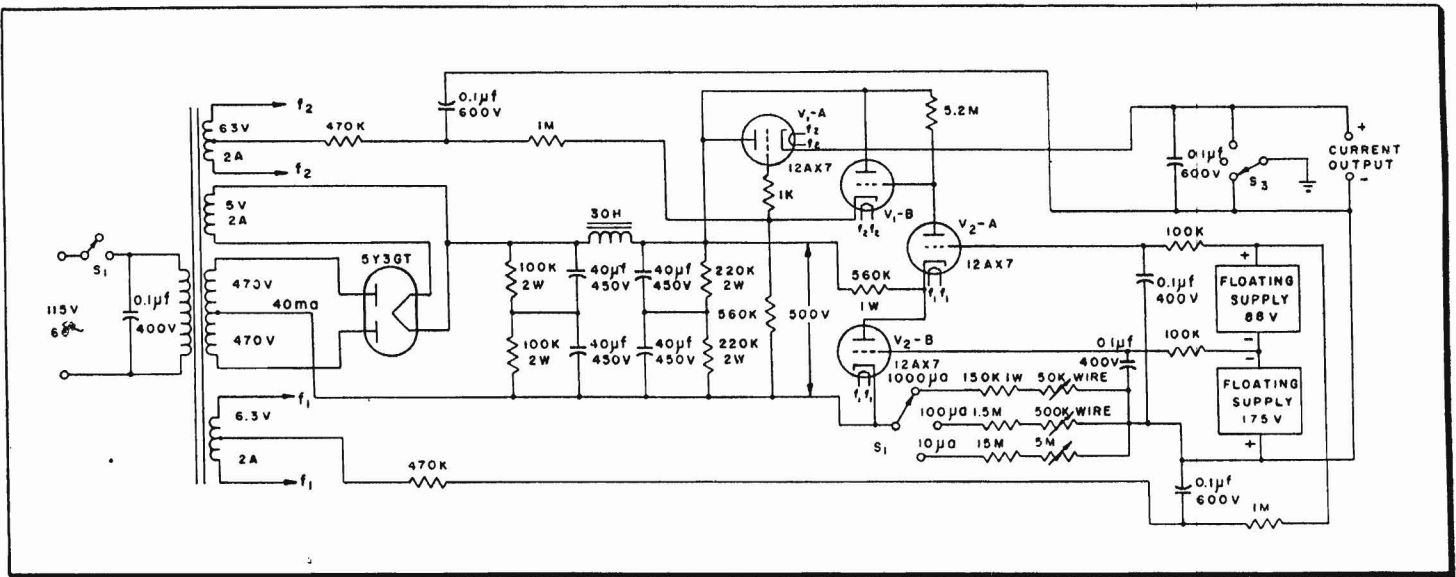 f₂
63V
2A
f₂
470K
0.1µf
600V
1M
5V
2A
S₁
115V
0.1µf
400V
470V
40ma
470V
5Y3GT
6.3V
2A
f₁
f₁
470K
100K
2W
100K
2W
40µf
450V
40µf
450V
30H
40µf
450V
40µf
450V
220K
2W
220K
2W
560K
500V
V₁-A
f₂
f₂
12AX7
1K
V₁-B
f₂ f₂
5.2M
V₂-A
12AX7
f₁ f₁
560K
1W
V₂-B
12AX7
f₁ f₁
1000µa
150K 1W
50K WIRE
100µa
1.5M
500K WIRE
S₁
10µa
15M
5M
0.1µf
400V
0.1µf
400V
100K
100K
+
FLOATING
SUPPLY
88V
-
-
FLOATING
SUPPLY
175V
+
0.1µf
600V
1M
0.1µf
600V
S₃
+
CURRENT
OUTPUT
-